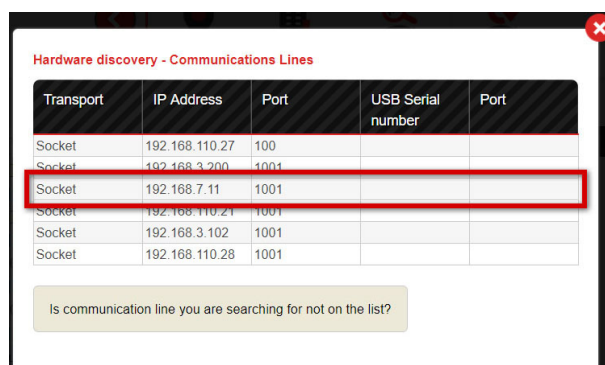 Hardware discovery - Communications Lines
Transport IP Address Port USB Serial number Port
Socket 192.168.110.27 100
Socket 192.168.3.200 1001
Socket 192.168.7.11 1001
Socket 192.168.110.21 1001
Socket 192.168.3.102 1001
Socket 192.168.110.28 1001
Is communication line you are searching for not on the list?